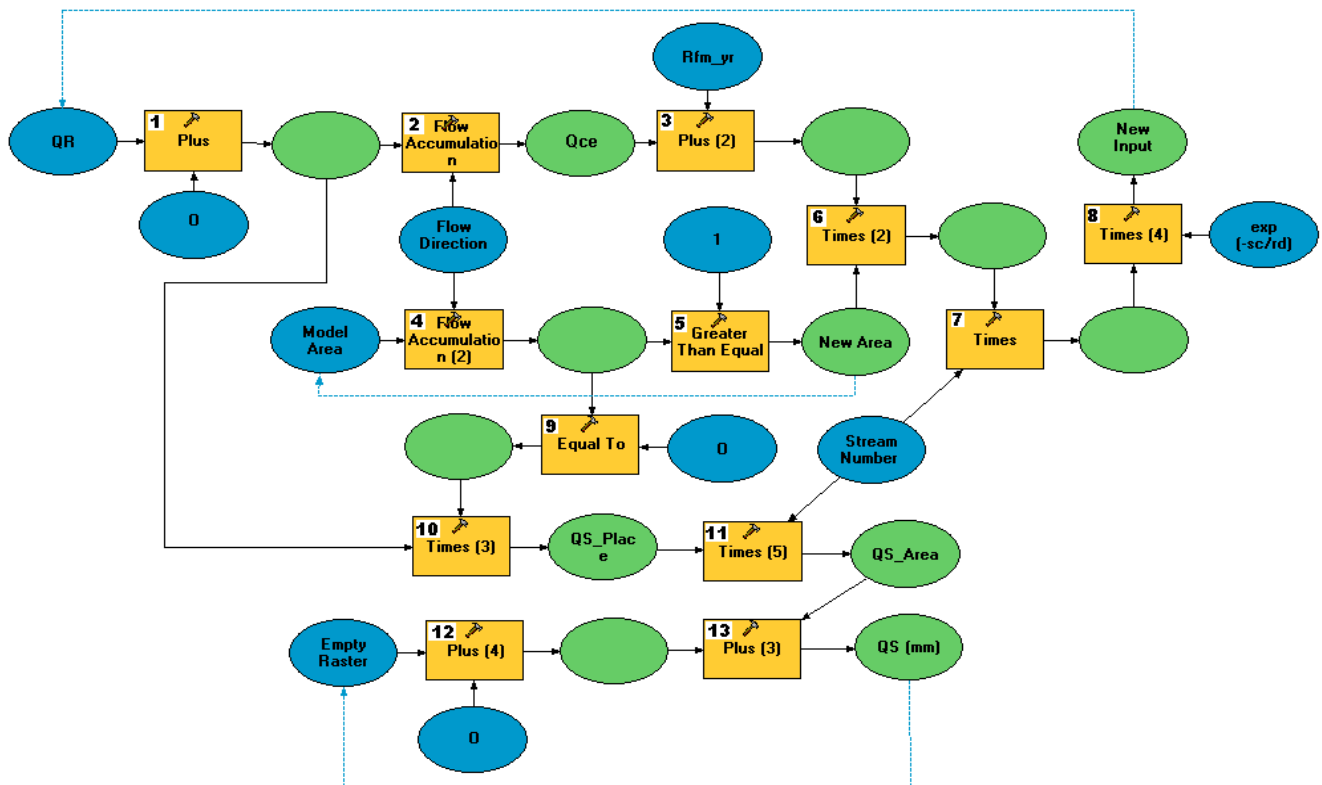 Rfm_yr
1
Plus
2
Flow
Accumulatio
n
3
Plus (2)
QR
Qce
New
Input
0
Flow
Direction
1
6
Times (2)
8
Times (4)
exp
(-sc/rd)
Model
Area
4
Flow
Accumulatio
n (2)
5
Greater
Than Equal
New Area
7
Times
9
Equal To
0
Stream
Number
10
Times (3)
QS_Plac
e
11
Times (5)
QS_Area
Empty
Raster
12
Plus (4)
13
Plus (3)
QS (mm)
0